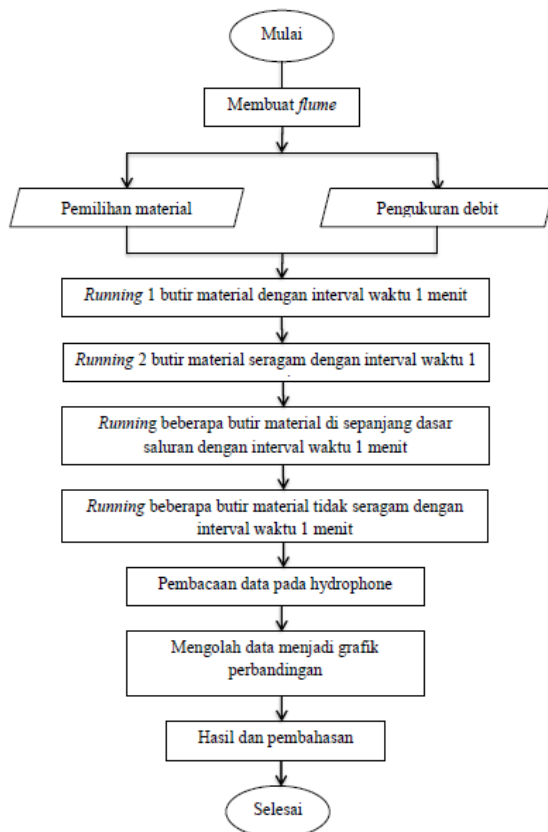 Mulai
Membuat flume
Pemilihan material
Pengukuran debit
Running 1 butir material dengan interval waktu 1 menit
Running 2 butir material seragam dengan interval waktu 1
Running beberapa butir material di sepanjang dasar
saluran dengan interval waktu 1 menit
Running beberapa butir material tidak seragam dengan
interval waktu 1 menit
Pembacaan data pada hydrophone
Mengolah data menjadi grafik
perbandingan
Hasil dan pembahasan
Selesai